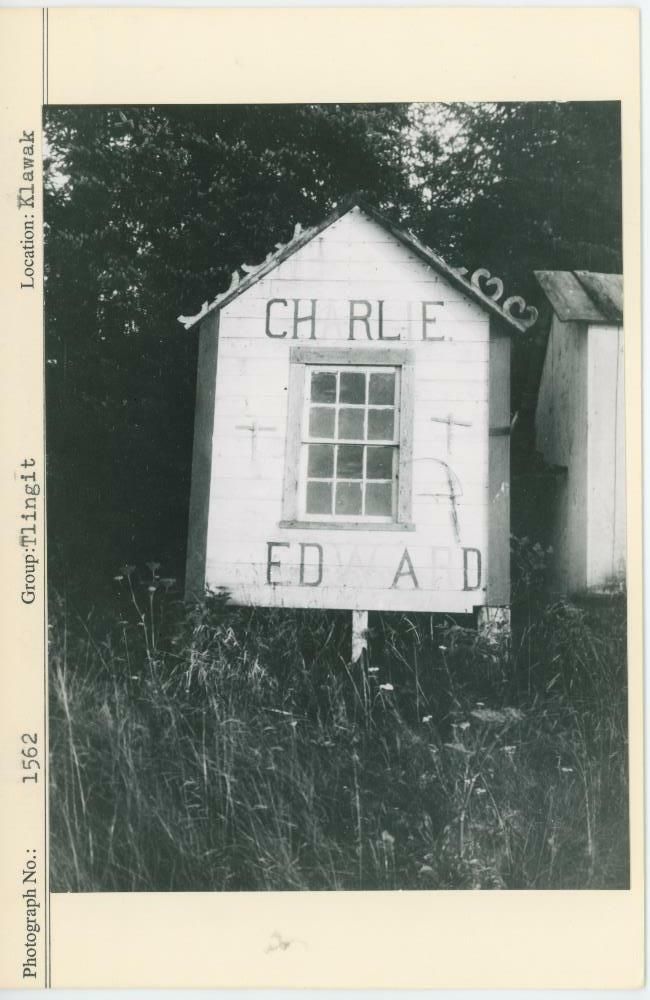 CHARLIE.
EDWARD
Photograph No.: 1562 Group: Tlingit Location: Klawak